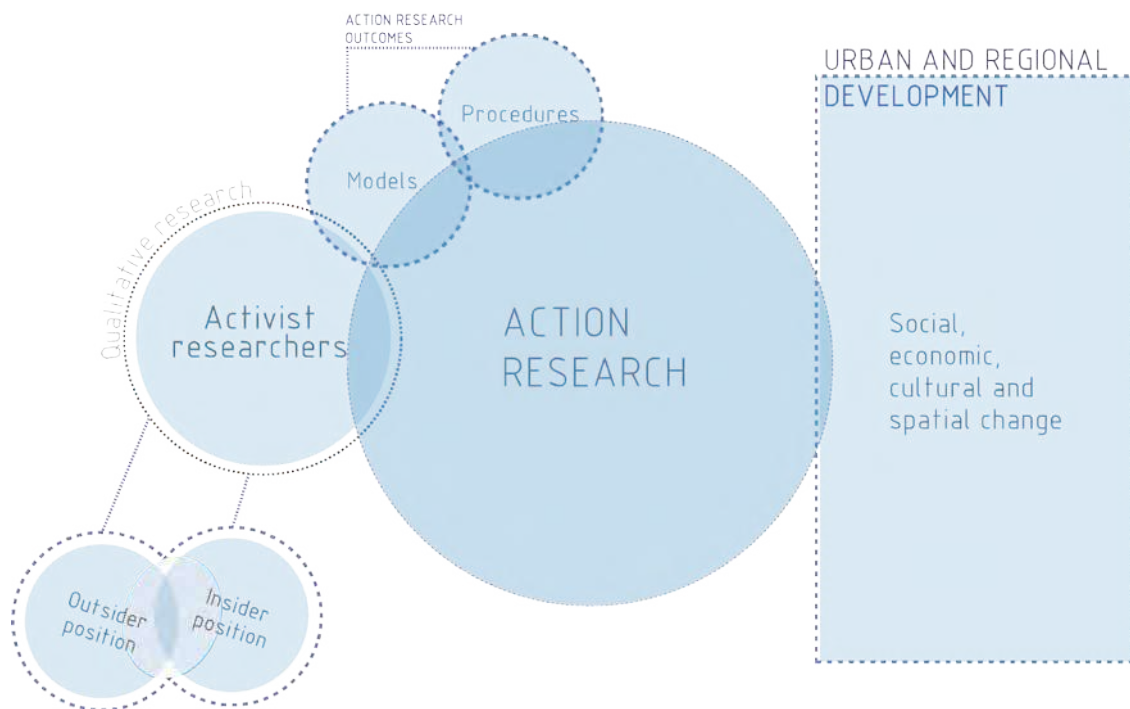 ACTION RESEARCH
OUTCOMES
URBAN AND REGIONAL
DEVELOPMENT
Procedures
Models
Qualitative research
Activist
researchers
ACTION
RESEARCH
Social,
economic,
cultural and
spatial change
Outsider
position
Insider
position